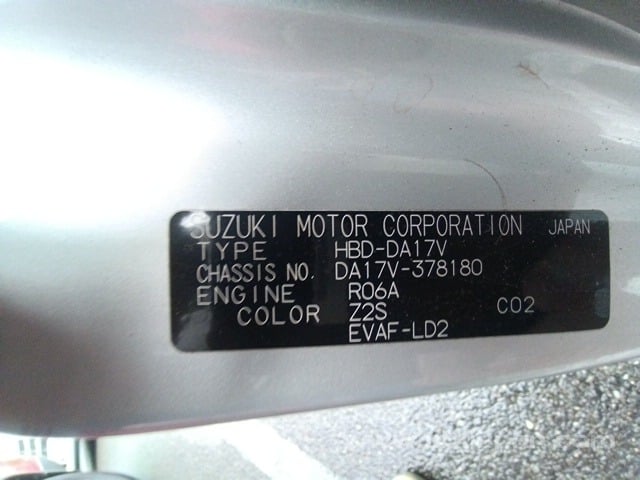 SUZUKI MOTOR CORPORATION JAPAN
TYPE HBD-DA17V
CHASSIS NO. DA17V-378180
ENGINE R06A
COLOR Z2S C02
EVAF-LD2